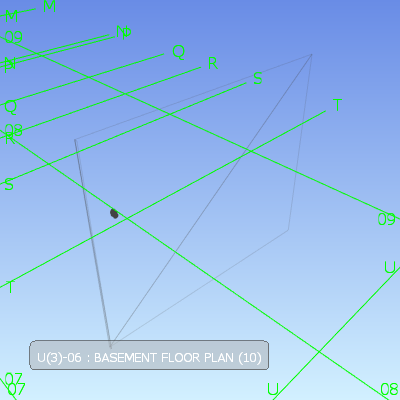 M
M
Q
Q
S
T
S
09
U
T
U(3)-06 : BASEMENT FLOOR PLAN (10)
07
07
U
08